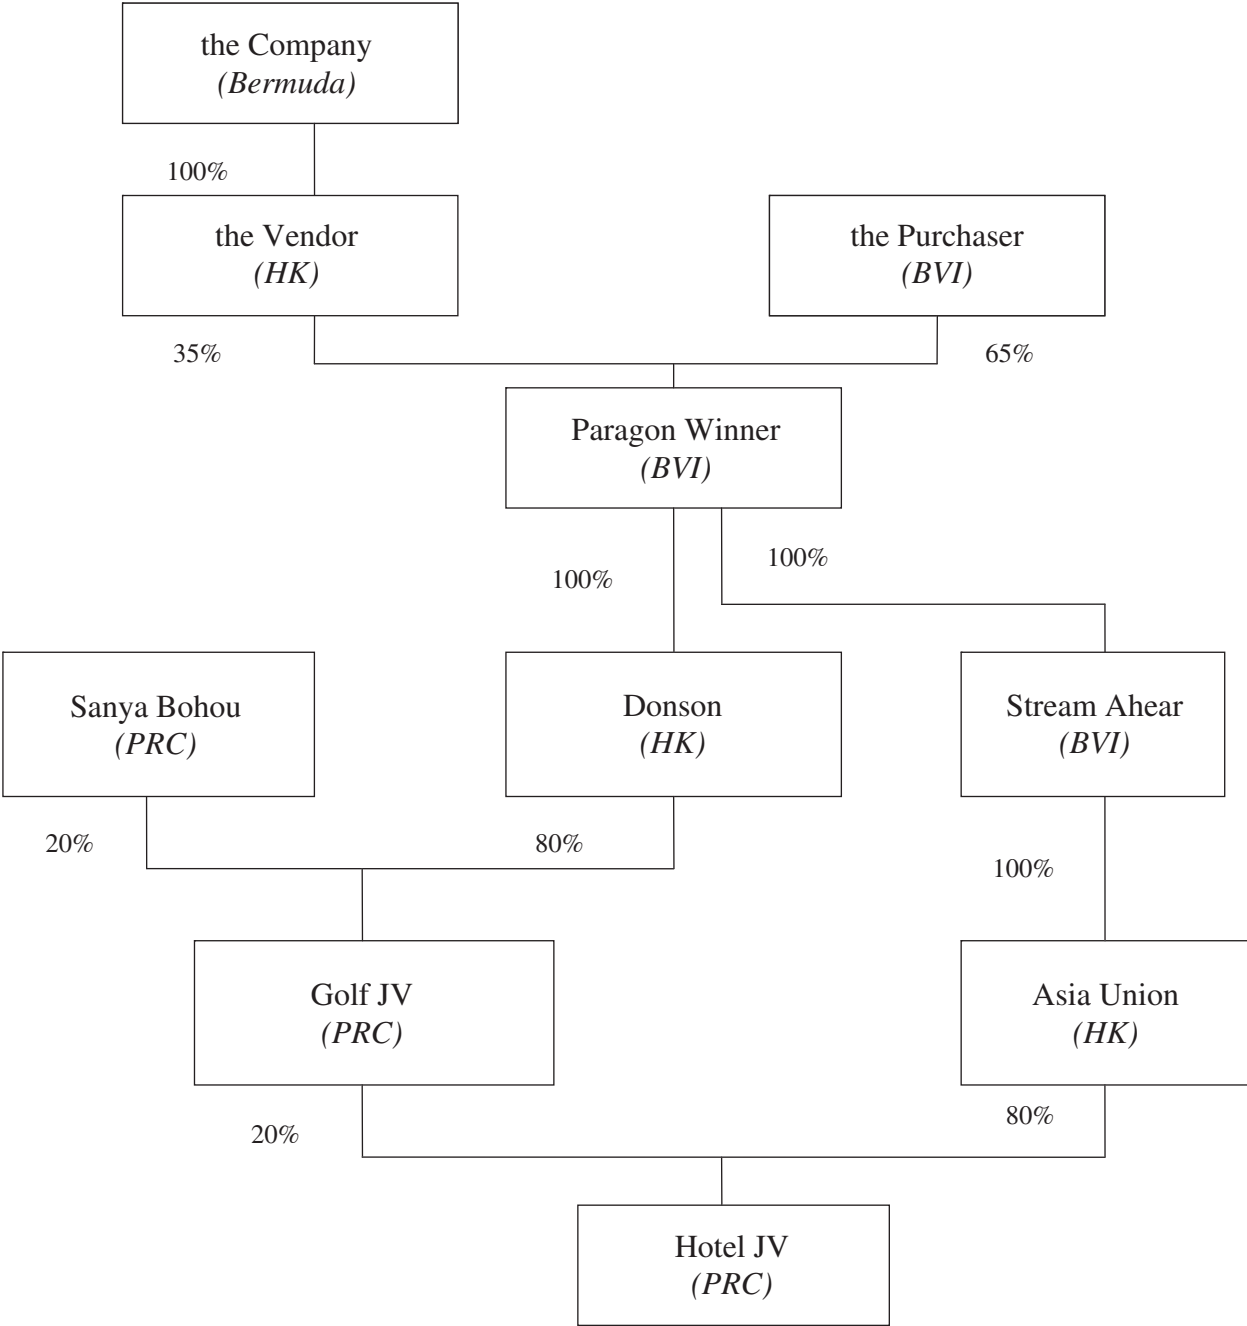 the Company
(Bermuda)
100%
the Vendor
(HK)
the Purchaser
(BVI)
35%
65%
Paragon Winner
(BVI)
100%
100%
Sanya Bohou
(PRC)
Donson
(HK)
Stream Ahear
(BVI)
20%
80%
100%
Golf JV
(PRC)
Asia Union
(HK)
20%
80%
Hotel JV
(PRC)